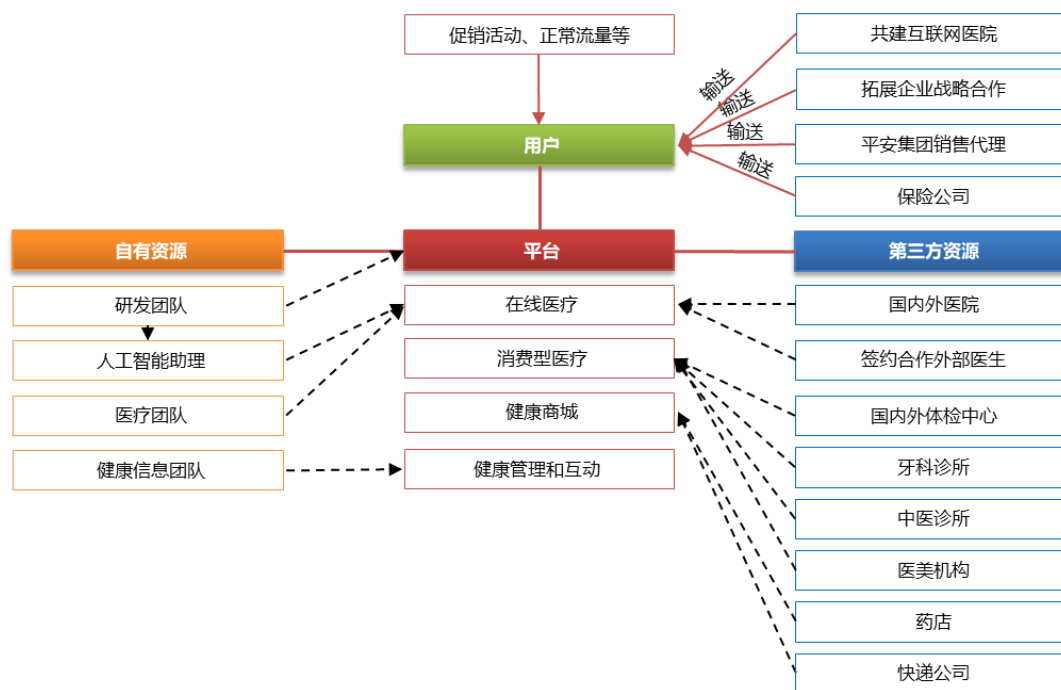 促销活动、正常流量等
共建互联网医院
输送
拓展企业战略合作
输送
用户
输送
平安集团销售代理
输送
保险公司
自有资源
平台
第三方资源
研发团队
在线医疗
国内外医院
人工智能助理
消费型医疗
签约合作外部医生
医疗团队
健康商城
国内外体检中心
健康信息团队
健康管理和互动
牙科诊所
中医诊所
医美机构
药店
快递公司